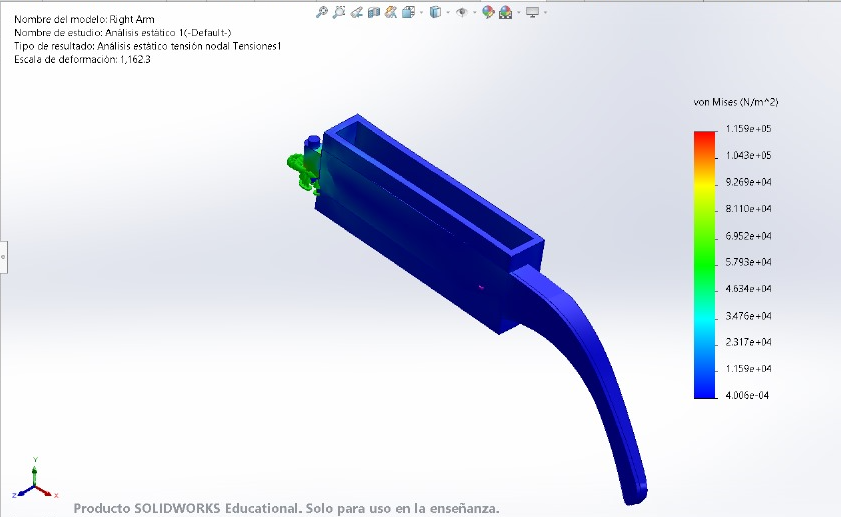 Nombre del modelo: Right Arm
Nombre de estudio: Análisis estático 1(-Default-)
Tipo de resultado: Análisis estático tensión nodal Tensiones1
Escala de deformación: 1,162.3
von Mises (N/m^2)
1.159e+05
1.043e+05
9.269e+04
8.110e+04
6.952e+04
5.793e+04
4.634e+04
3.476e+04
2.317e+04
1.159e+04
4.006e-04
Y
Z
X
Producto SOLIDWORKS Educational. Solo para uso en la enseñanza.